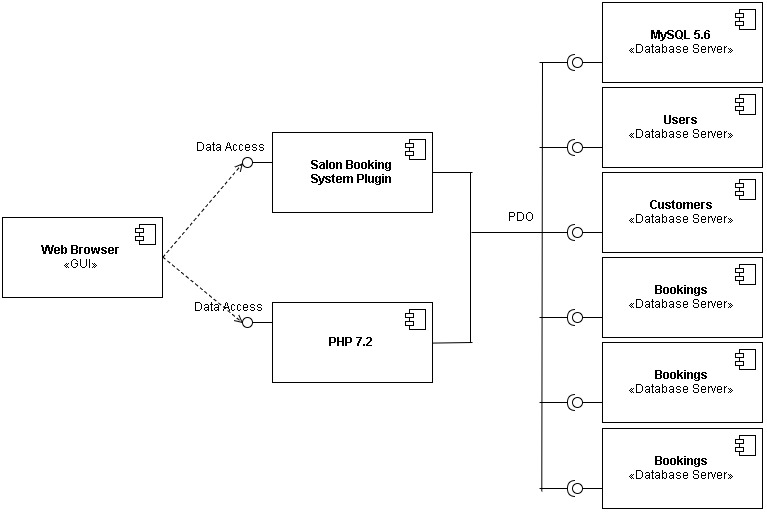 Web Browser
«GUI»
Data Access
Salon Booking
System Plugin
Data Access
PHP 7.2
PDO
MySQL 5.6
«Database Server»
Users
«Database Server»
Customers
«Database Server»
Bookings
«Database Server»
Bookings
«Database Server»
Bookings
«Database Server»